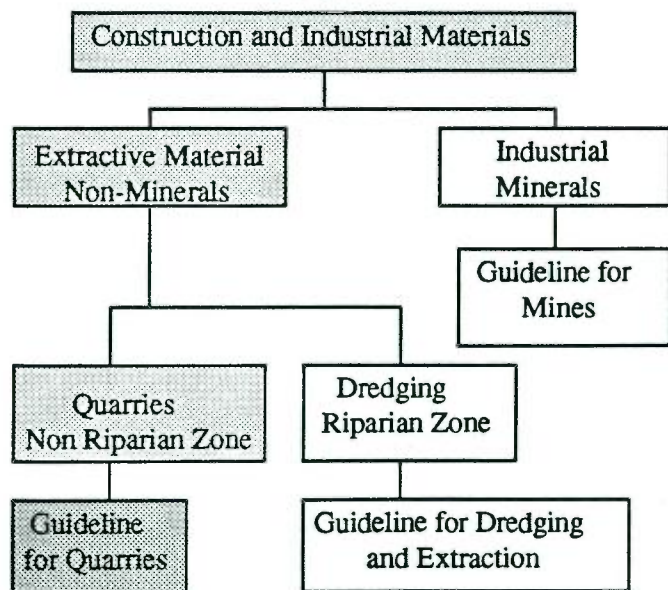 Construction and Industrial Materials
Extractive Material
Non-Minerals
Industrial
Minerals
Guideline for
Mines
Quarries
Non Riparian Zone
Dredging
Riparian Zone
Guideline
for Quarries
Guideline for Dredging
and Extraction